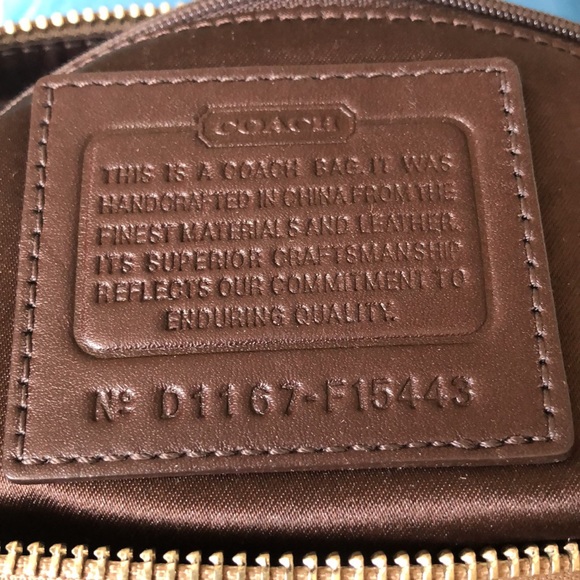 COACH
THIS IS A COACH BAG. IT WAS
HANDCRAFTED IN CHINA FROM THE
FINEST MATERIALS AND LEATHER.
ITS SUPERIOR CRAFTSMANSHIP
REFLECTS OUR COMMITMENT TO
ENDURING QUALITY.
Nº D1167-F15443